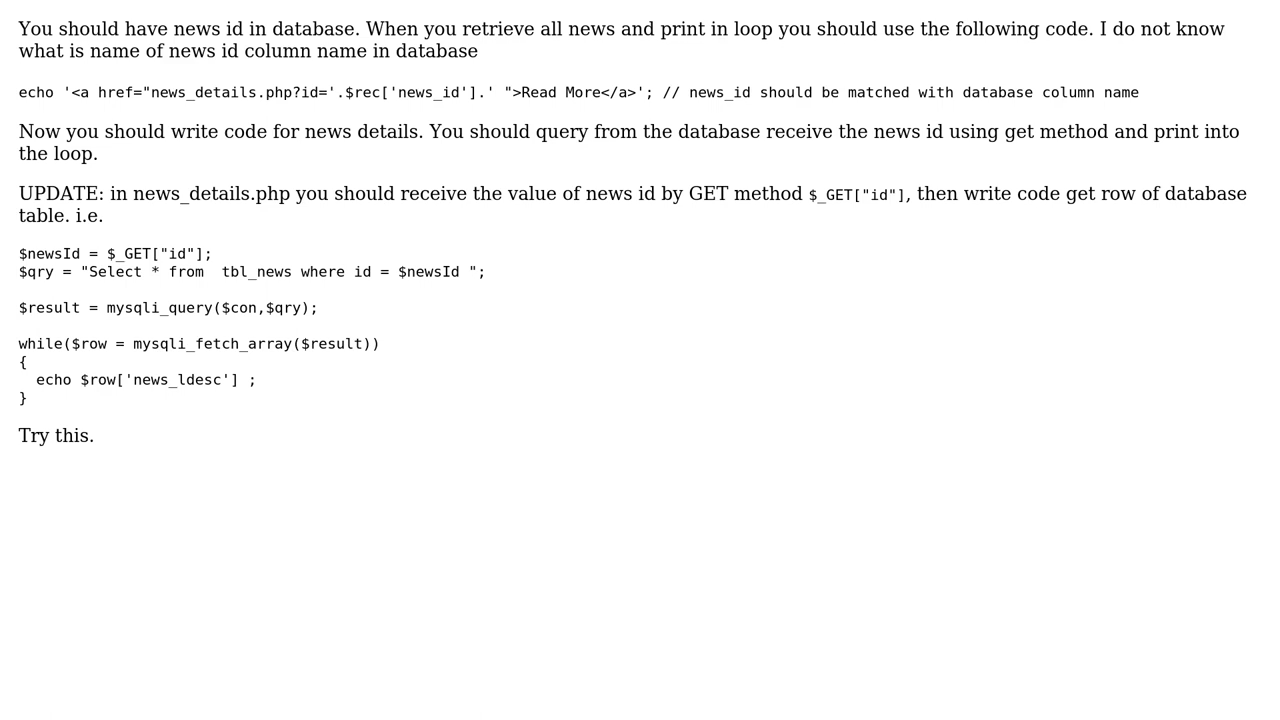 You should have news id in database. When you retrieve all news and print in loop you should use the following code. I do not know
what is name of news id column name in database
echo '<a href="news_details.php?id='.$rec['news_id'].' ">Read More</a>'; // news_id should be matched with database column name
Now you should write code for news details. You should query from the database receive the news id using get method and print into
the loop.
UPDATE: in news_details.php you should receive the value of news id by GET method $_GET["id"], then write code get row of database
table. i.e.
$newsId = $_GET["id"];
$qry = "Select * from  tbl_news where id = $newsId ";
$result = mysqli_query($con,$qry);
while($row = mysqli_fetch_array($result))
{
  echo $row['news_ldesc'] ;
}
Try this.